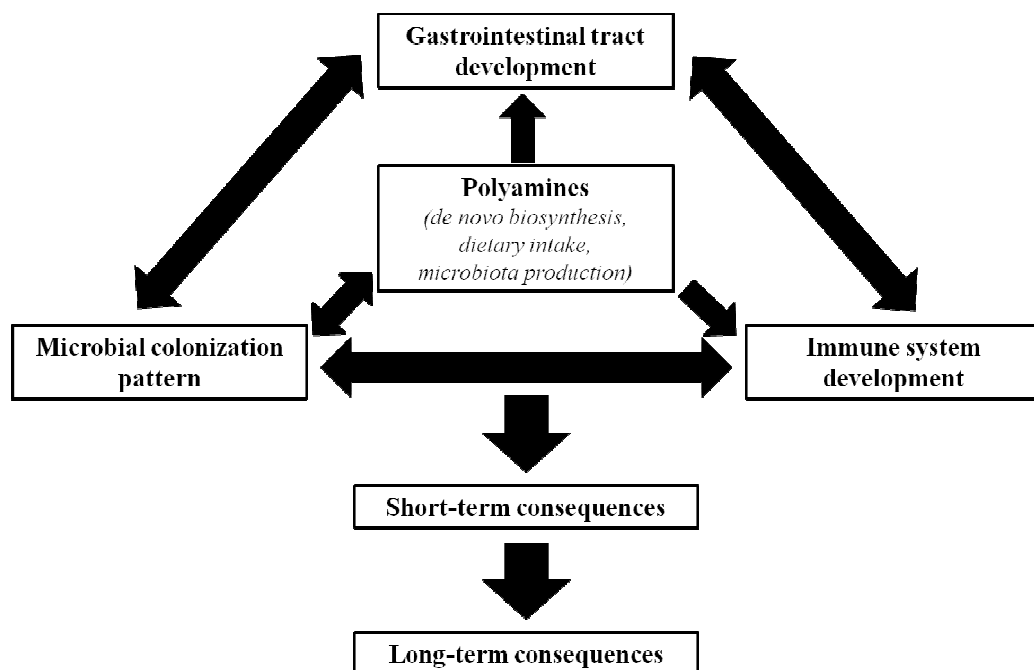 Gastrointestinal tract
development
Polyamines
(de novo biosynthesis,
dietary intake,
microbiota production)
Microbial colonization
pattern
Immune system
development
Short-term consequences
Long-term consequences